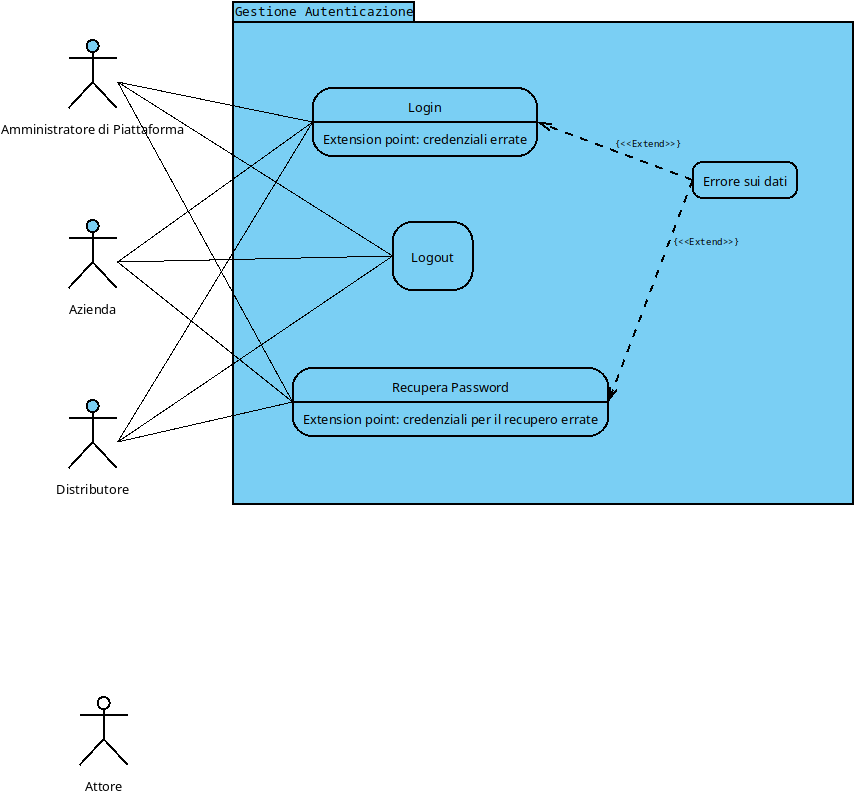 Gestione Autenticazione
Amministratore di Piattaforma
Login
Extension point: credenziali errate
{<<Extend>>}
Errore sui dati
{<<Extend>>}
Logout
Azienda
Recupera Password
Extension point: credenziali per il recupero errate
Distributore
Attore